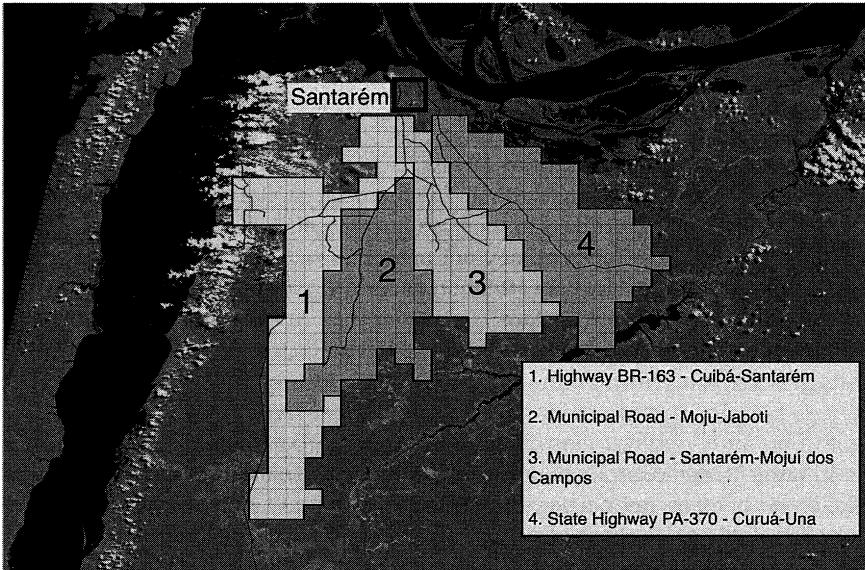 Santarém
1
2
3
4
1. Highway BR-163 - Cuibá-Santarém
2. Municipal Road - Moju-Jaboti
3. Municipal Road - Santarém-Mojuí dos
Campos
4. State Highway PA-370 - Curuá-Una